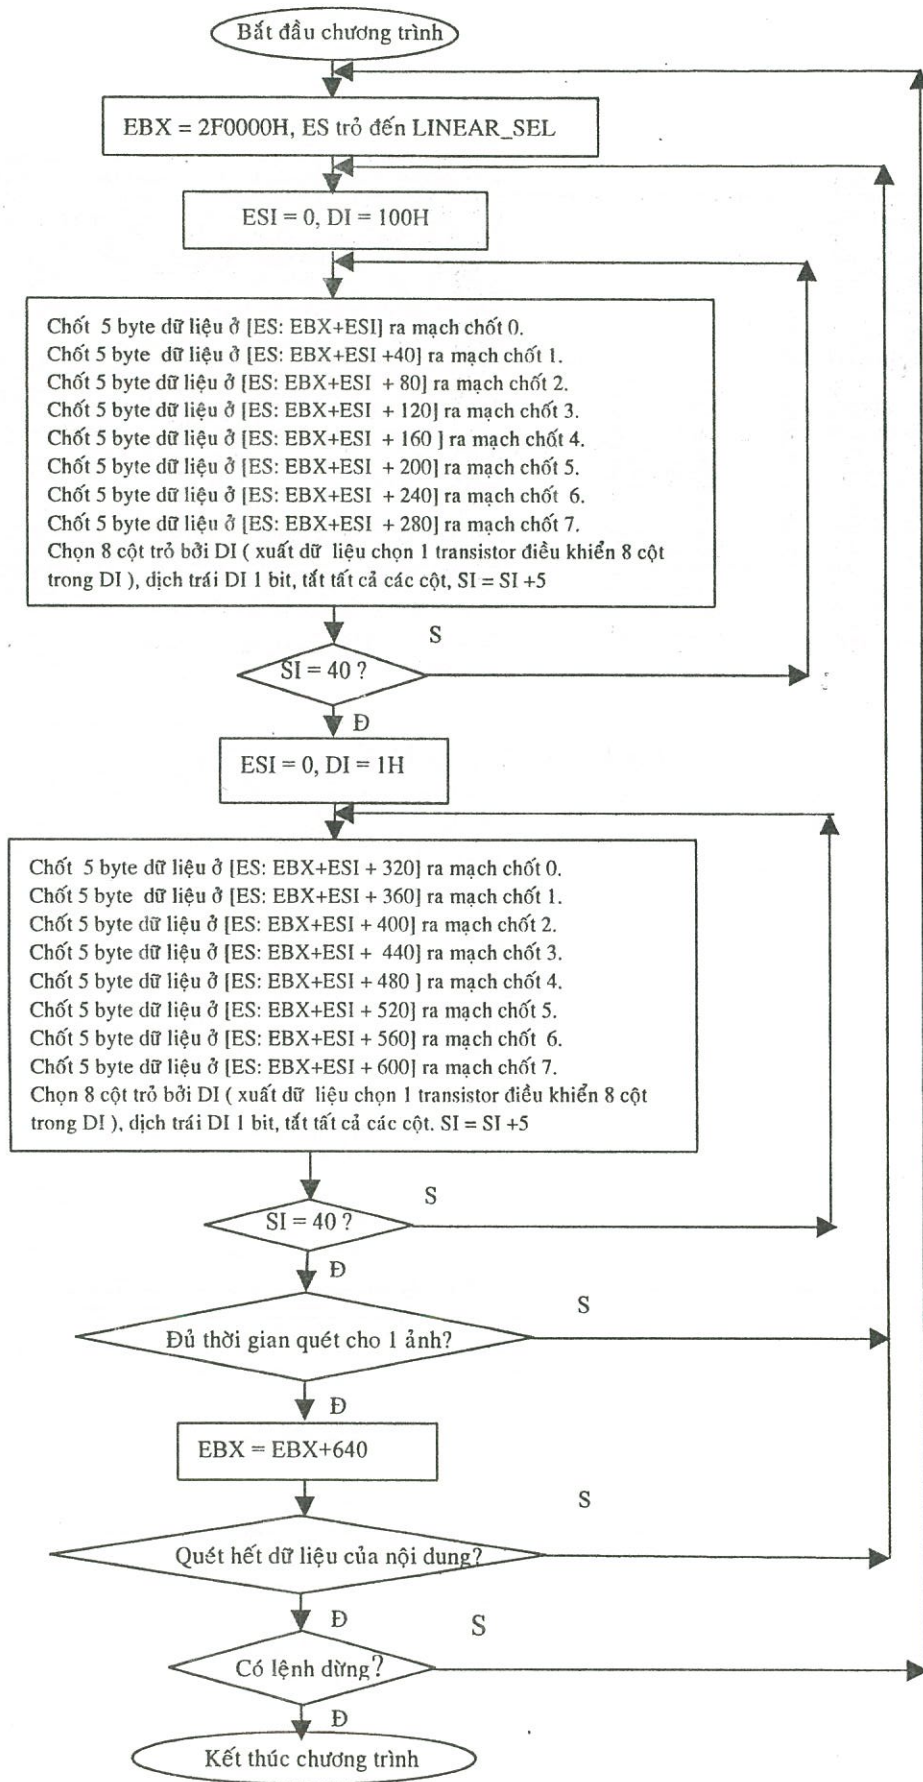 Bắt đầu chương trình
EBX = 2F0000H, ES trỏ đến LINEAR_SEL
ESI = 0, DI = 100H
Chốt 5 byte dữ liệu ở [ES: EBX+ESI] ra mạch chốt 0.
Chốt 5 byte dữ liệu ở [ES: EBX+ESI +40] ra mạch chốt 1.
Chốt 5 byte dữ liệu ở [ES: EBX+ESI + 80] ra mạch chốt 2.
Chốt 5 byte dữ liệu ở [ES: EBX+ESI + 120] ra mạch chốt 3.
Chốt 5 byte dữ liệu ở [ES: EBX+ESI + 160 ] ra mạch chốt 4.
Chốt 5 byte dữ liệu ở [ES: EBX+ESI + 200] ra mạch chốt 5.
Chốt 5 byte dữ liệu ở [ES: EBX+ESI + 240] ra mạch chốt 6.
Chốt 5 byte dữ liệu ở [ES: EBX+ESI + 280] ra mạch chốt 7.
Chọn 8 cột trỏ bởi DI ( xuất dữ liệu chọn 1 transistor điều khiển 8 cột
trong DI ), dịch trái DI 1 bit, tắt tất cả các cột, SI = SI +5
S
SI = 40 ?
Đ
ESI = 0, DI = 1H
Chốt 5 byte dữ liệu ở [ES: EBX+ESI + 320] ra mạch chốt 0.
Chốt 5 byte dữ liệu ở [ES: EBX+ESI + 360] ra mạch chốt 1.
Chốt 5 byte dữ liệu ở [ES: EBX+ESI + 400] ra mạch chốt 2.
Chốt 5 byte dữ liệu ở [ES: EBX+ESI + 440] ra mạch chốt 3.
Chốt 5 byte dữ liệu ở [ES: EBX+ESI + 480 ] ra mạch chốt 4.
Chốt 5 byte dữ liệu ở [ES: EBX+ESI + 520] ra mạch chốt 5.
Chốt 5 byte dữ liệu ở [ES: EBX+ESI + 560] ra mạch chốt 6.
Chốt 5 byte dữ liệu ở [ES: EBX+ESI + 600] ra mạch chốt 7.
Chọn 8 cột trỏ bởi DI ( xuất dữ liệu chọn 1 transistor điều khiển 8 cột
trong DI ), dịch trái DI 1 bit, tắt tất cả các cột. SI = SI +5
S
SI = 40 ?
Đ
S
Đủ thời gian quét cho 1 ảnh?
Đ
EBX = EBX+640
S
Quét hết dữ liệu của nội dung?
Đ
S
Có lệnh dừng?
Đ
Kết thúc chương trình